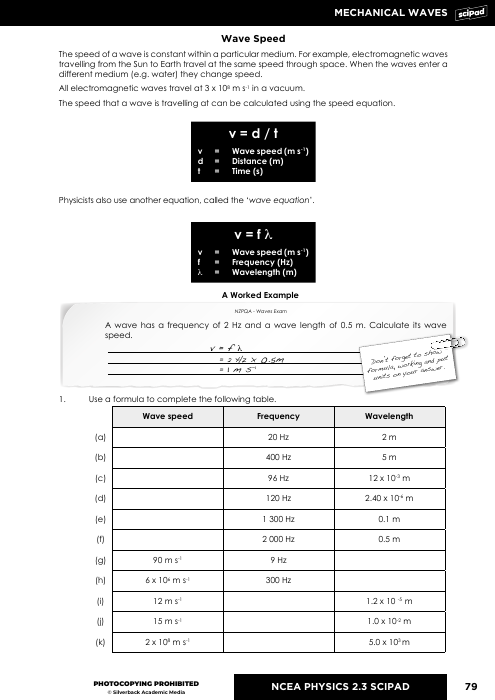 MECHANICAL WAVES scipad
Wave Speed
The speed of a wave is constant within a particular medium. For example, electromagnetic waves
travelling from the Sun to Earth travel at the same speed through space. When the waves enter a
different medium (e.g. water) they change speed.
All electromagnetic waves travel at 3 x 10⁸ m s⁻¹ in a vacuum.
The speed that a wave is travelling at can be calculated using the speed equation.
v = d / t
v = Wave speed (m s⁻¹)
d = Distance (m)
t = Time (s)
Physicists also use another equation, called the ‘wave equation’.
v = f λ
v = Wave speed (m s⁻¹)
f = Frequency (Hz)
λ = Wavelength (m)
A Worked Example
NZPQA - Waves Exam
A wave has a frequency of 2 Hz and a wave length of 0.5 m. Calculate its wave
speed.
v = f λ
= 2 Hz x 0.5m
= 1 m s⁻¹
Don't forget to show
formula, working and put
units on your answer.
1. Use a formula to complete the following table.
Wave speed Frequency Wavelength
(a) 20 Hz 2 m
(b) 400 Hz 5 m
(c) 96 Hz 12 x 10⁻³ m
(d) 120 Hz 2.40 x 10⁻⁶ m
(e) 1 300 Hz 0.1 m
(f) 2 000 Hz 0.5 m
(g) 90 m s⁻¹ 9 Hz
(h) 6 x 10⁶ m s⁻¹ 300 Hz
(i) 12 m s⁻¹ 1.2 x 10⁻⁵ m
(j) 15 m s⁻¹ 1.0 x 10⁻² m
(k) 2 x 10⁸ m s⁻¹ 5.0 x 10³ m
PHOTOCOPYING PROHIBITED
© Silverback Academic Media
NCEA PHYSICS 2.3 SCIPAD 79